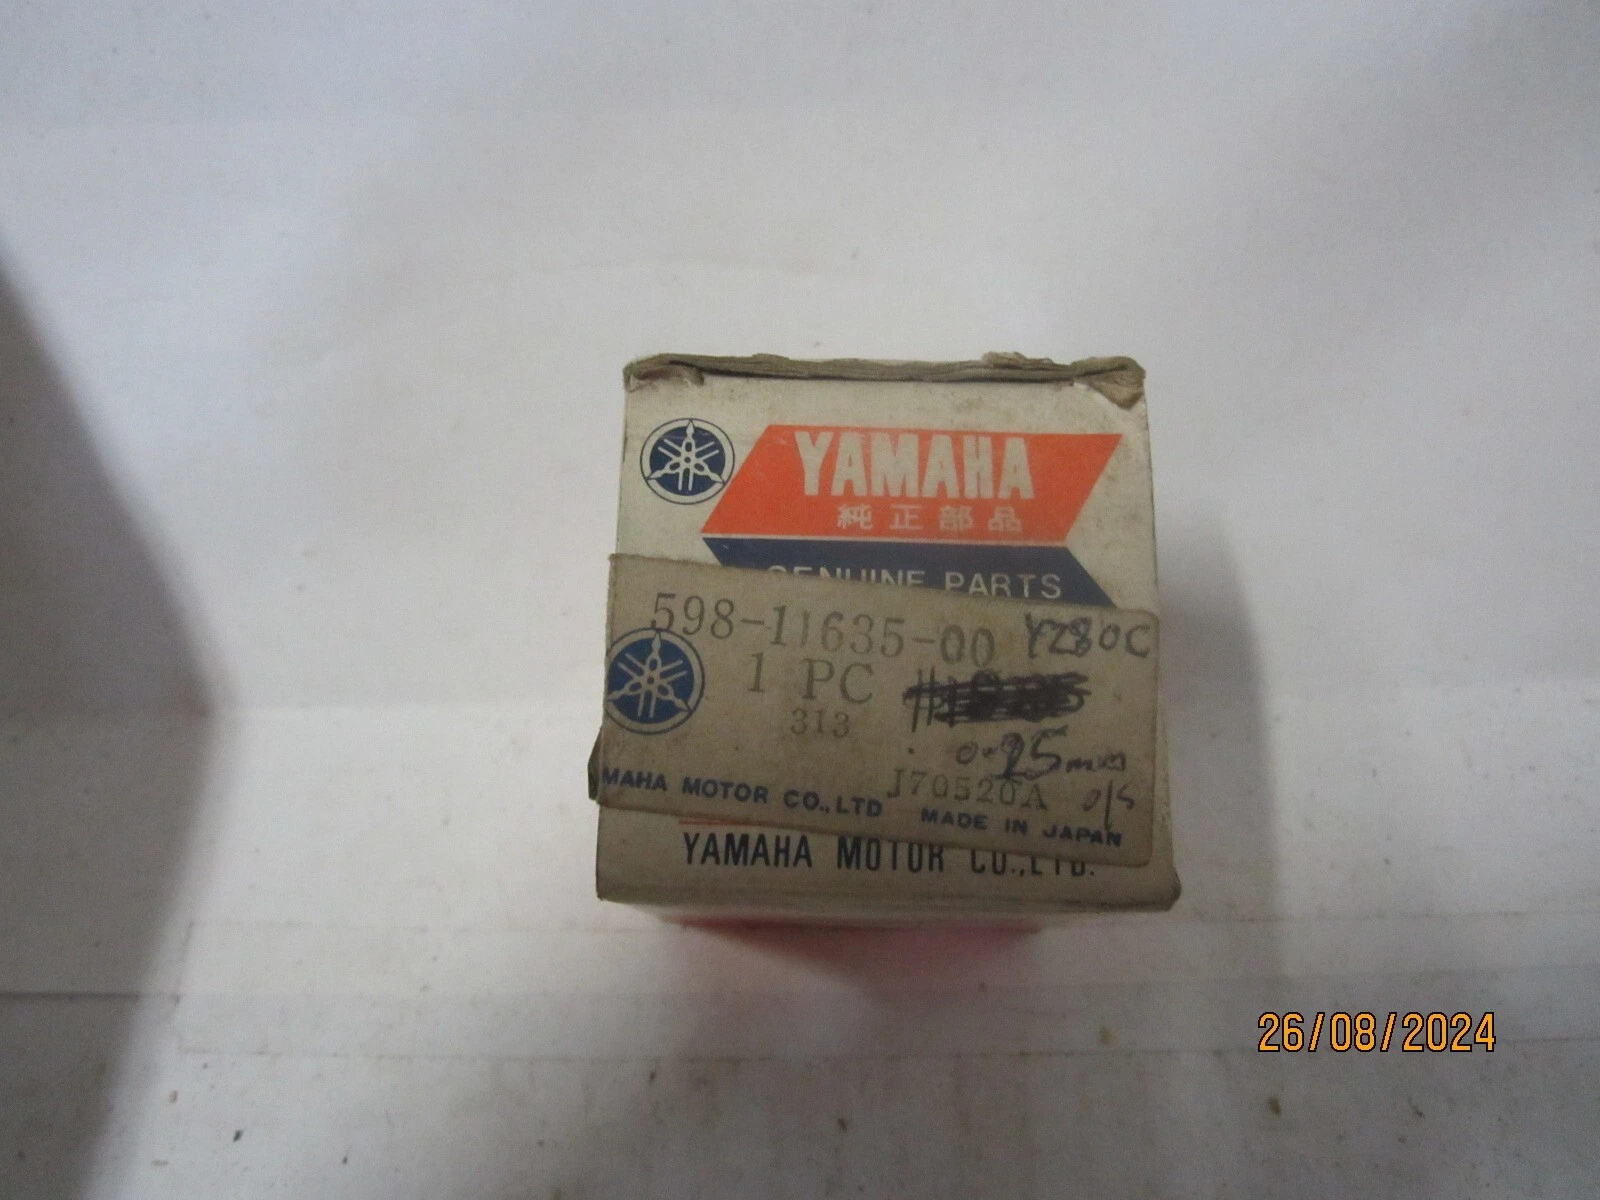 YAMAHA
純正部品
GENUINE PARTS
598-11635-00 YZ80C
1 PC
313
0.25mm
J70520A o/s
MAHA MOTOR CO.,LTD MADE IN JAPAN
YAMAHA MOTOR CO.,LTD.
26/08/2024